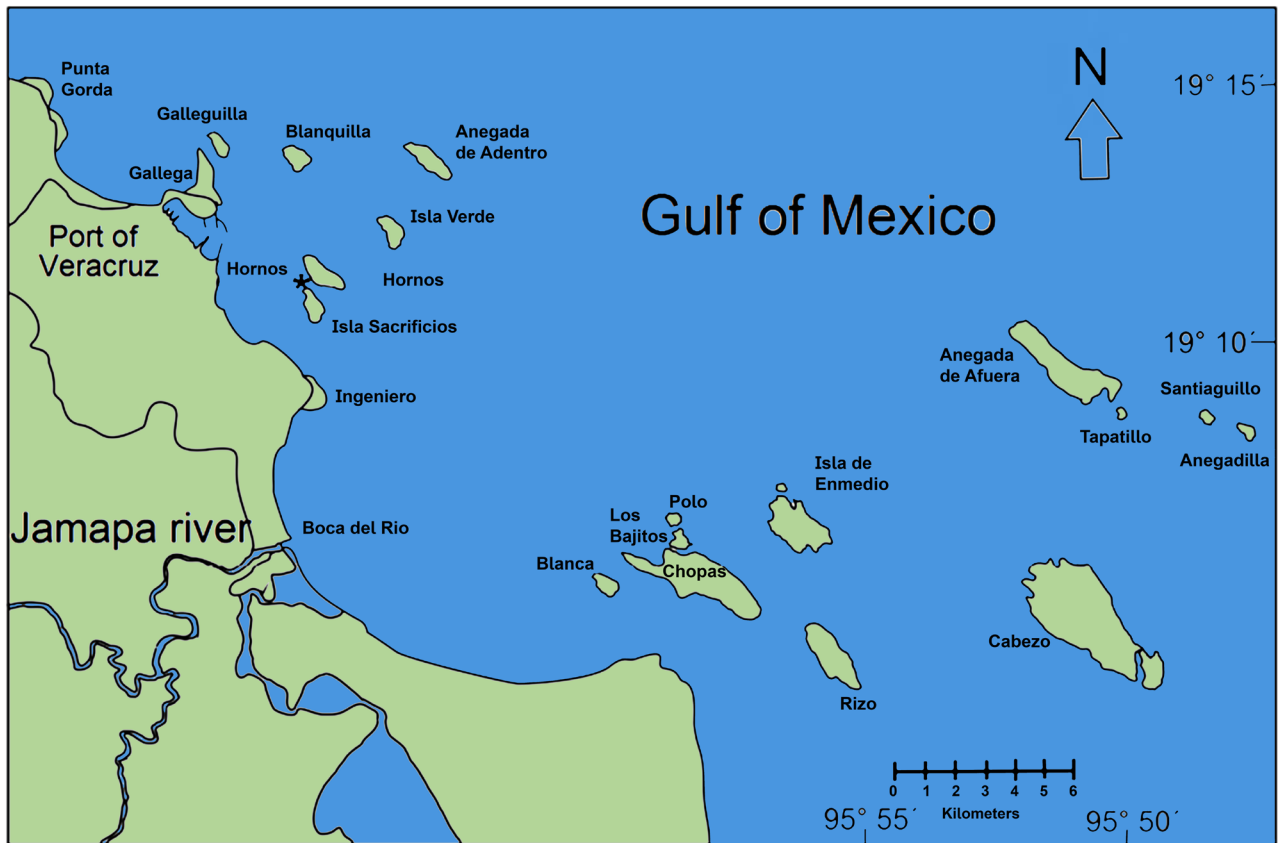 Punta
Gorda
N
19° 15´
Galleguilla
Blanquilla
Anegada
de Adentro
Gallega
Gulf of Mexico
Isla Verde
Port of
Veracruz
Hornos
Hornos
Isla Sacrificios
19° 10´
Anegada
de Afuera
Santiaguillo
Ingeniero
Tapatillo
Anegadilla
Isla de
Enmedio
Polo
Los
Bajitos
Jamapa river
Boca del Rio
Blanca
Chopas
Cabezo
Rizo
0 1 2 3 4 5 6
Kilometers
95° 55´
95° 50´